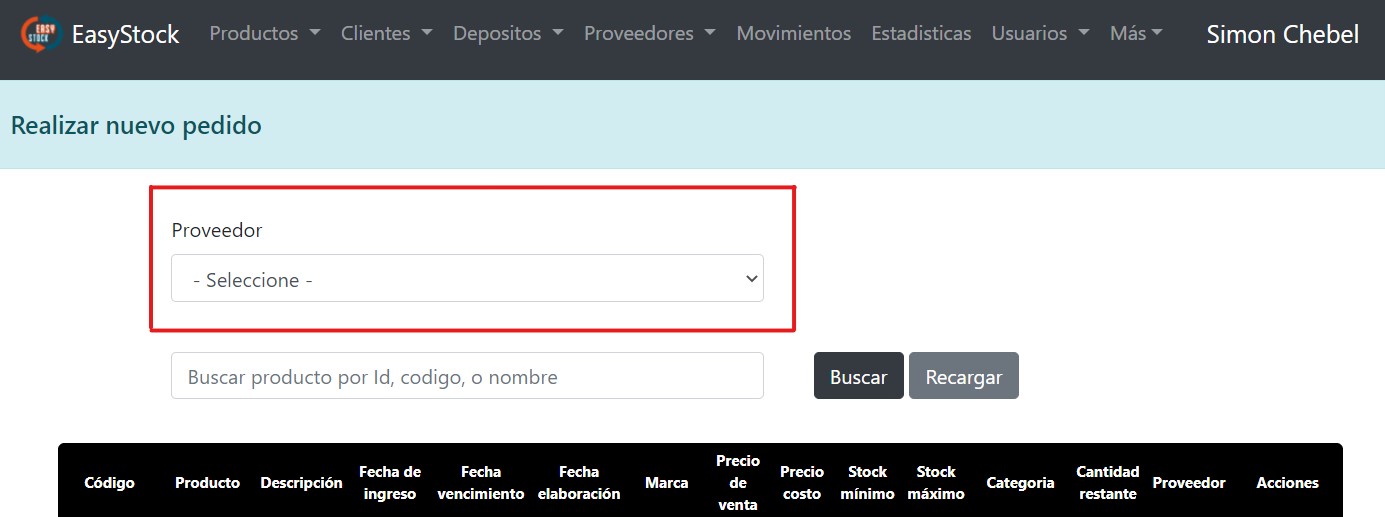 EASY
STOCK
EasyStock Productos Clientes Depositos Proveedores Movimientos Estadisticas Usuarios Más Simon Chebel
Realizar nuevo pedido
Proveedor
- Seleccione -
Buscar producto por Id, codigo, o nombre Buscar Recargar
Código Producto Descripción Fecha de ingreso Fecha vencimiento Fecha elaboración Marca Precio de venta Precio costo Stock mínimo Stock máximo Categoria Cantidad restante Proveedor Acciones